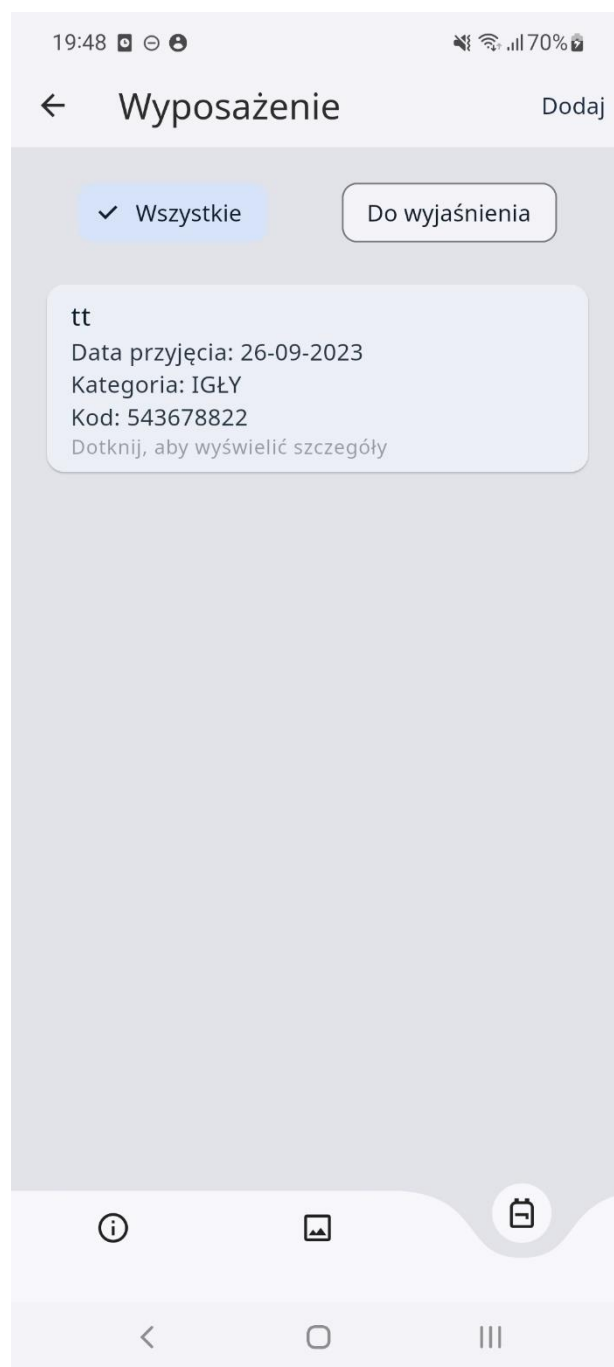 19:48 70%
Wyposażenie Dodaj
Wszystkie Do wyjaśnienia
tt
Data przyjęcia: 26-09-2023
Kategoria: IGŁY
Kod: 543678822
Dotknij, aby wyświelić szczegóły